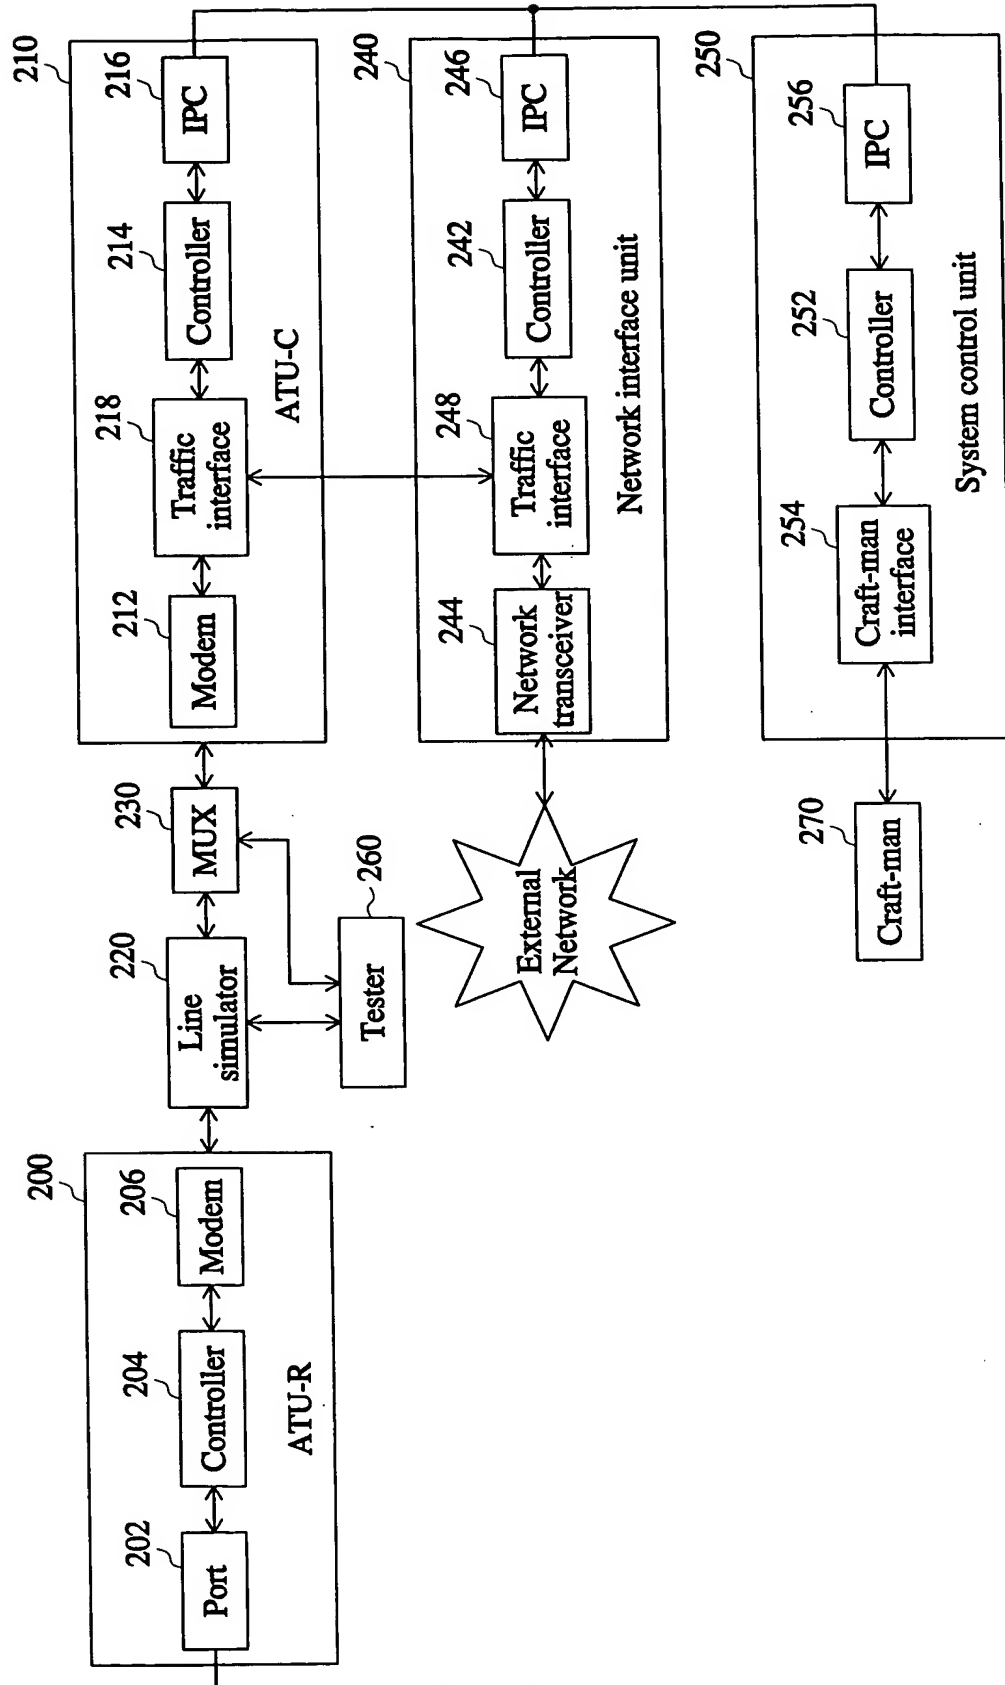 200
202
Port
204
Controller
206
Modem
ATU-R
220
Line
simulator
230
MUX
260
Tester
210
212
Modem
218
Traffic
interface
214
Controller
216
IPC
ATU-C
External
Network
240
244
Network
transceiver
248
Traffic
interface
242
Controller
246
IPC
Network interface unit
270
Craft-man
250
254
Craft-man
interface
252
Controller
256
IPC
System control unit